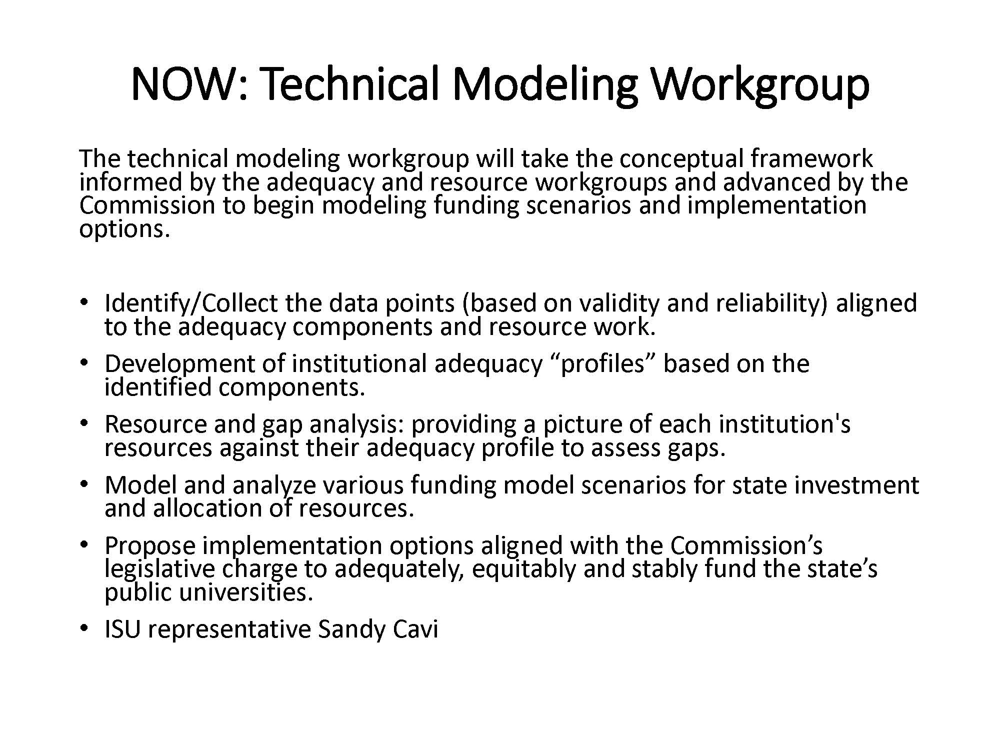 NOW: Technical Modeling Workgroup
The technical modeling workgroup will take the conceptual framework
informed by the adequacy and resource workgroups and advanced by the
Commission to begin modeling funding scenarios and implementation
options.
• Identify/Collect the data points (based on validity and reliability) aligned
to the adequacy components and resource work.
• Development of institutional adequacy “profiles” based on the
identified components.
• Resource and gap analysis: providing a picture of each institution's
resources against their adequacy profile to assess gaps.
• Model and analyze various funding model scenarios for state investment
and allocation of resources.
• Propose implementation options aligned with the Commission’s
legislative charge to adequately, equitably and stably fund the state’s
public universities.
• ISU representative Sandy Cavi